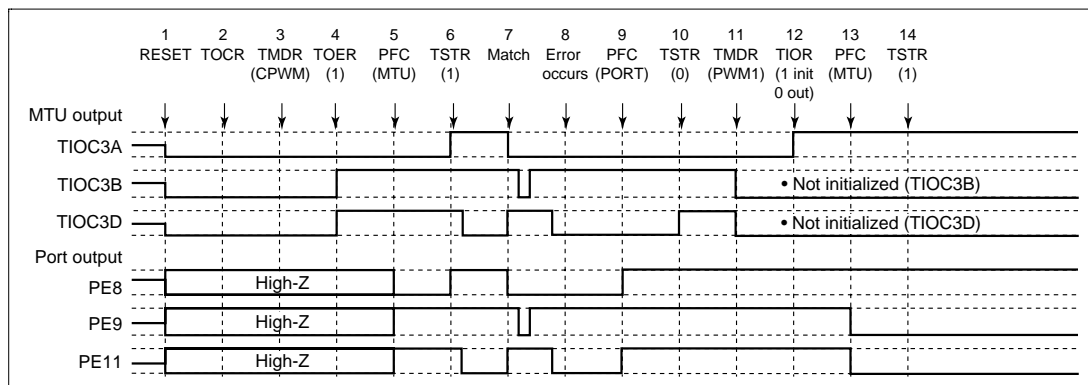 1 2 3 4 5 6 7 8 9 10 11 12 13 14
RESET TOCR TMDR TOER PFC TSTR Match Error PFC TSTR TMDR TIOR PFC TSTR
(CPWM) (1) (MTU) (1) occurs (PORT) (0) (PWM1) (1 init (MTU) (1)
0 out)
MTU output
TIOC3A
TIOC3B • Not initialized (TIOC3B)
TIOC3D • Not initialized (TIOC3D)
Port output
PE8 High-Z
PE9 High-Z
PE11 High-Z